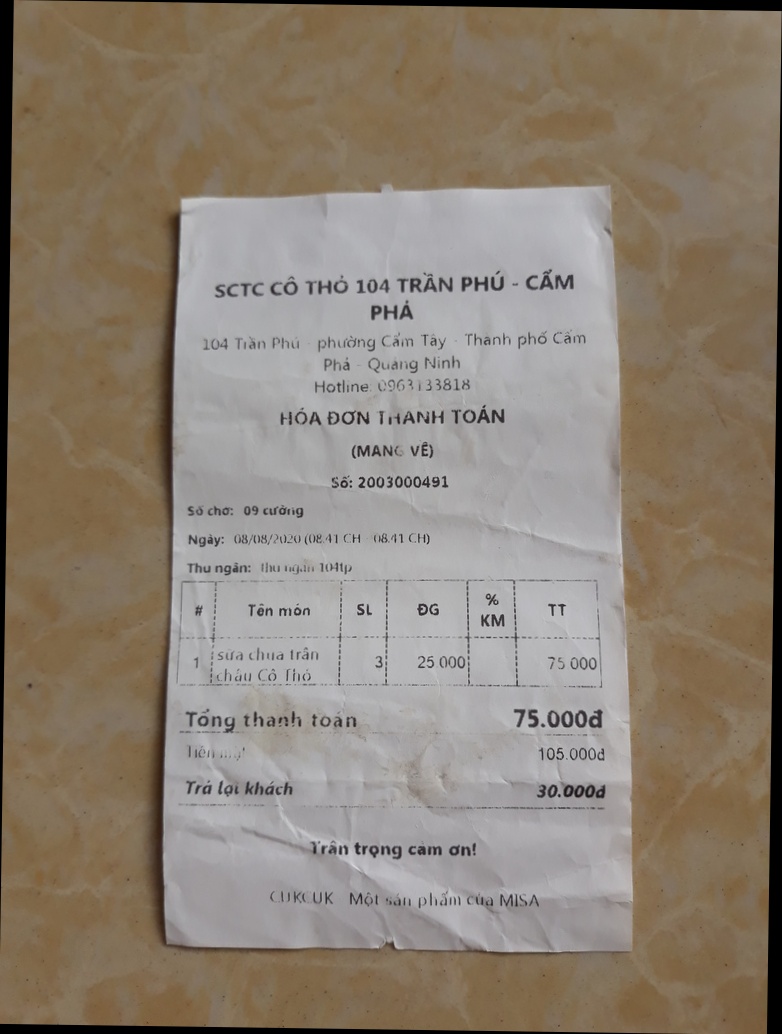 SCTC CÔ THỎ 104 TRẦN PHÚ - CẨM
PHẢ
104 Trần Phú - phường Cẩm Tây - Thành phố Cẩm
Phả - Quảng Ninh
Hotline: 0963133818
HÓA ĐƠN THANH TOÁN
(MANG VỀ)
Số: 2003000491
Số chờ: 09 cường
Ngày: 08/08/2020 (08:41 CH - 08:41 CH)
Thu ngân: Thu ngân 104tp
# Tên món SL ĐG % KM TT
1 sữa chua trân 3 25.000 75.000
châu Cô Thỏ
Tổng thanh toán 75.000đ
Tiền mặt 105.000đ
Trả lại khách 30.000đ
Trân trọng cảm ơn!
CUKCUK - Một sản phẩm của MISA